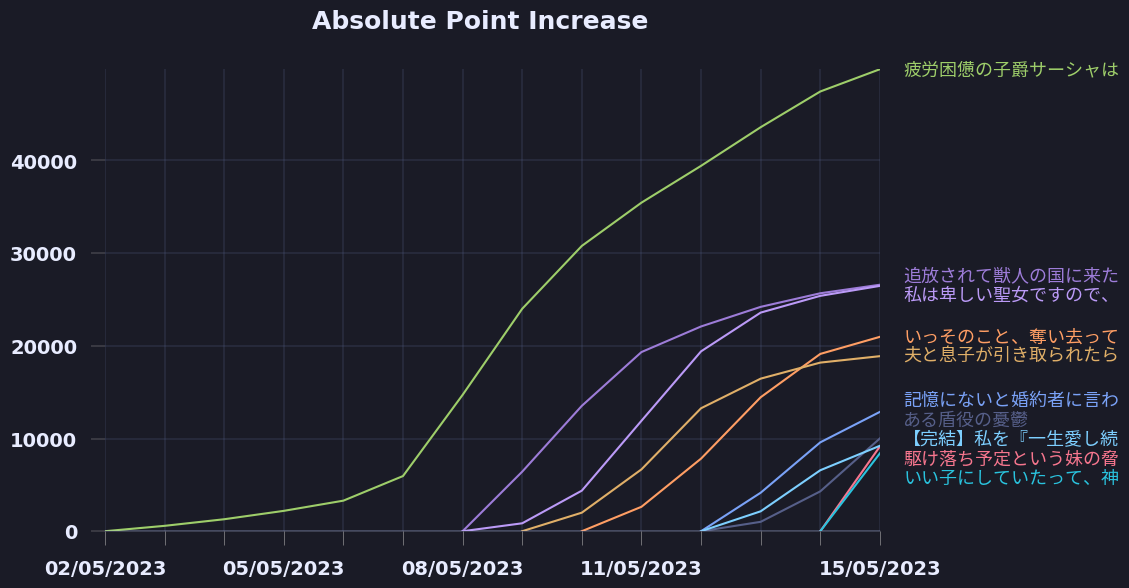 Absolute Point Increase
疲労困憊の子爵サーシャは
40000
30000
追放されて獣人の国に来た
私は卑しい聖女ですので、
20000
いっそのこと、奪い去って
夫と息子が引き取られたら
記憶にないと婚約者に言わ
ある盾役の憂鬱
10000
【完結】私を『一生愛し続
駆け落ち予定という妹の脅
いい子にしていたって、神
0
02/05/2023
05/05/2023
08/05/2023
11/05/2023
15/05/2023